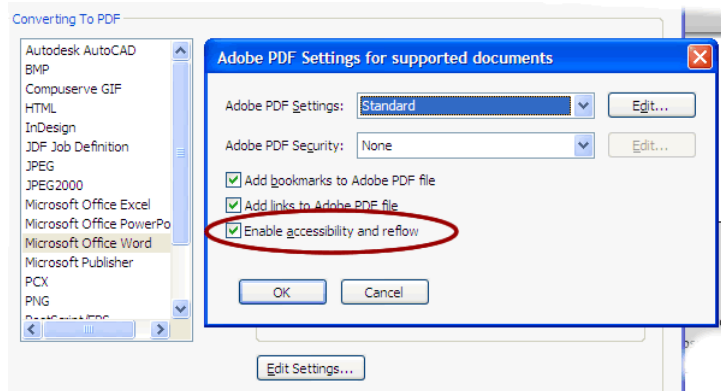 Converting To PDF
Autodesk AutoCAD
BMP
Compuserve GIF
HTML
InDesign
JDF Job Definition
JPEG
JPEG2000
Microsoft Office Excel
Microsoft Office PowerPo
Microsoft Office Word
Microsoft Publisher
PCX
PNG
Adobe PDF Settings for supported documents
Adobe PDF Settings: Standard Edit...
Adobe PDF Security: None Edit...
Add bookmarks to Adobe PDF file
Add links to Adobe PDF file
Enable accessibility and reflow
OK Cancel
Edit Settings...